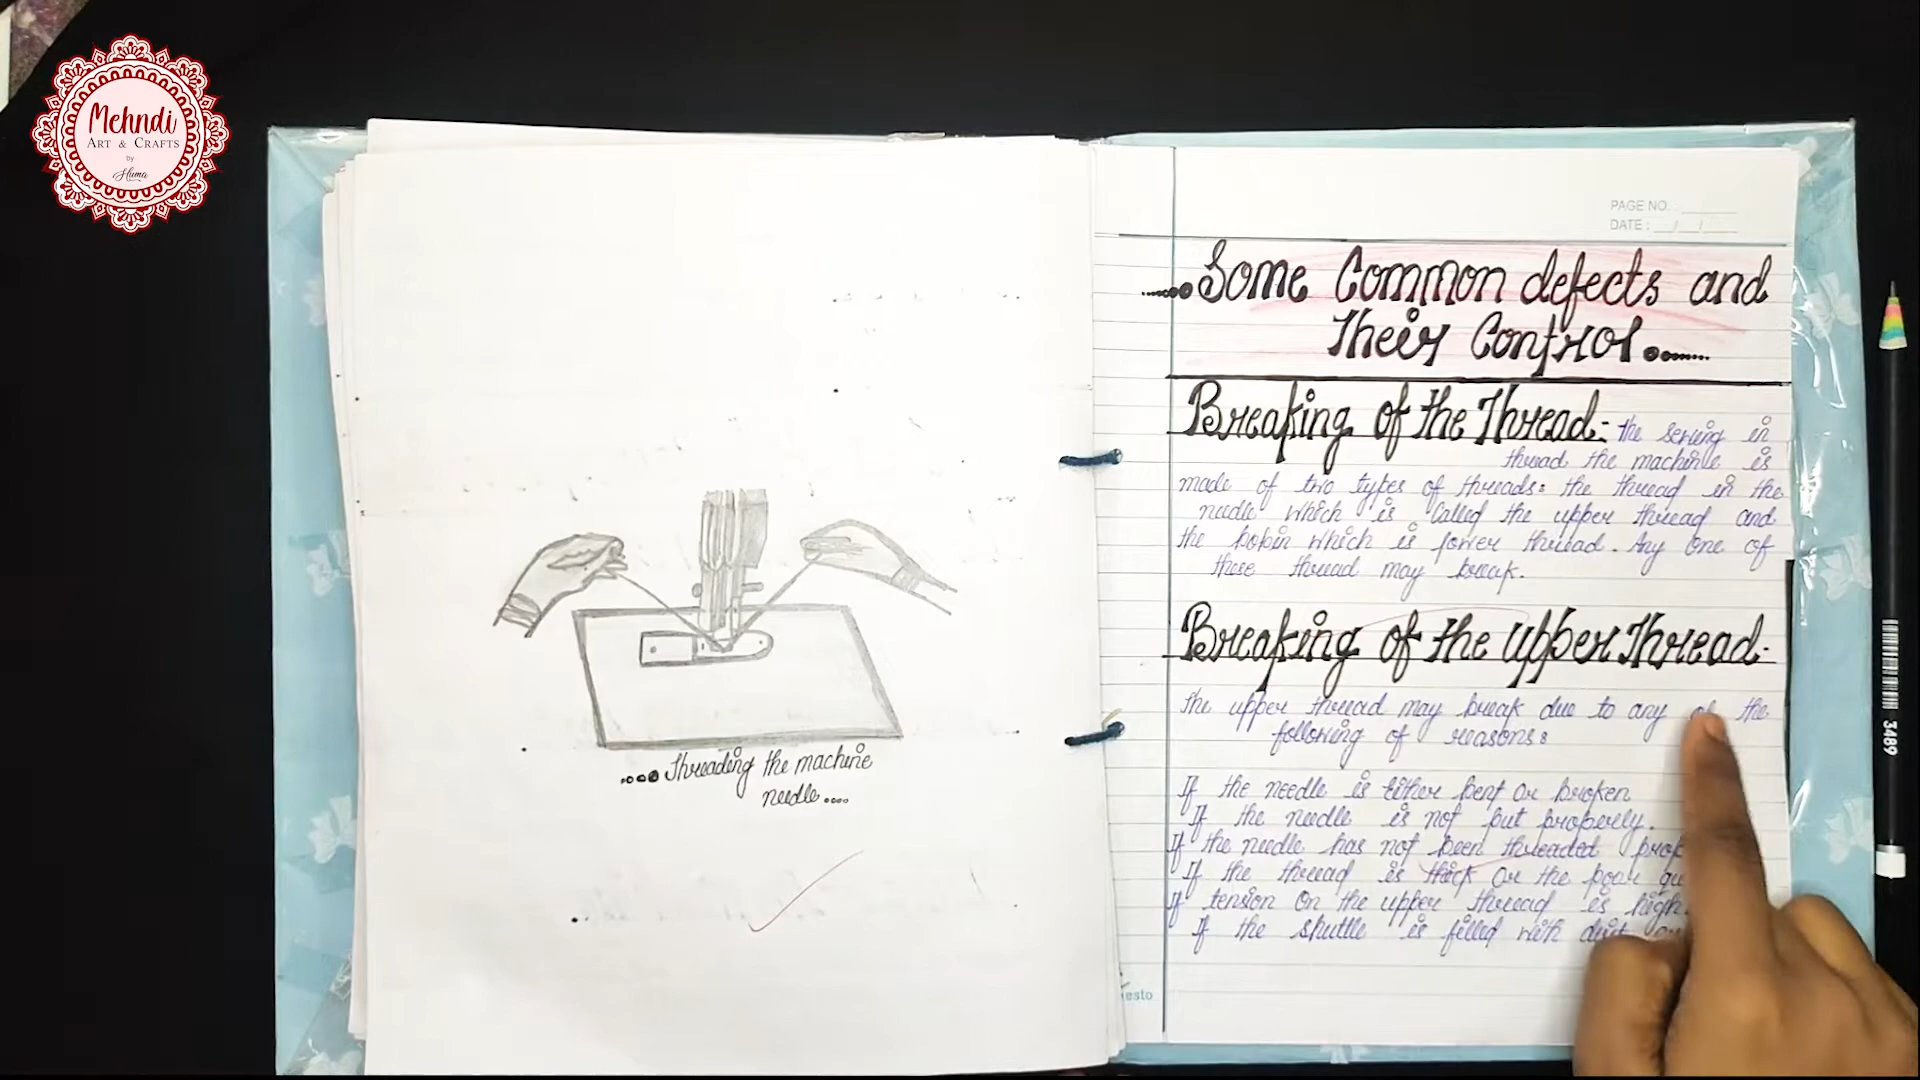 Mehndi
ART & CRAFTS
by
Huma
....Threading the machine
needle....
PAGE NO.
DATE :
Some Common defects and
Their Control
Breaking of the Thread:- the sewing in
thread the machine is
made of two types of threads: the thread in the
needle which is called the upper thread and
the bobin which is lower thread. Any one of
these thread may break.
Breaking of the Upper Thread-
the upper thread may break due to any of the
following of reasons:
If the needle is either bent or broken
If the needle is not put properly.
If the needle has not been threaded
If the thread is thick or the poar
If tension on the upper thread is high
If the shuttle is filled with
esto
3489